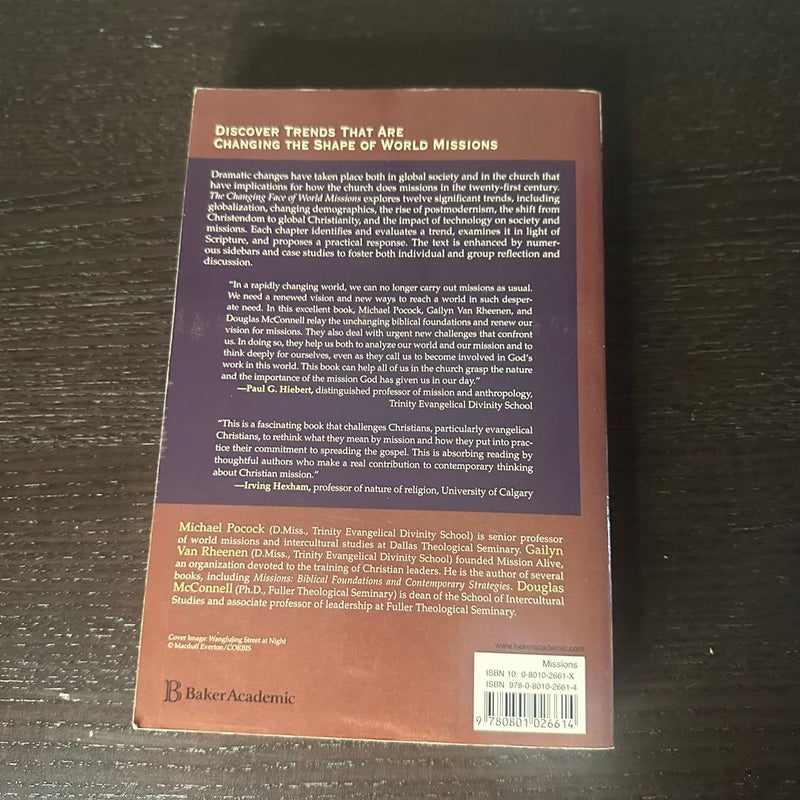 DISCOVER TRENDS THAT ARE
CHANGING THE SHAPE OF WORLD MISSIONS
Dramatic changes have taken place both in global society and in the church that
have implications for how the church does missions in the twenty-first century.
The Changing Face of World Missions explores twelve significant trends, including
globalization, changing demographics, the rise of postmodernism, the shift from
Christendom to global Christianity, and the impact of technology on society and
missions. Each chapter identifies and evaluates a trend, examines it in light of
Scripture, and proposes a practical response. The text is enhanced by numer-
ous sidebars and case studies to foster both individual and group reflection and
discussion.
"In a rapidly changing world, we can no longer carry out missions as usual.
We need a renewed vision and new ways to reach a world in such desper-
ate need. In this excellent book, Michael Pocock, Gailyn Van Rheenen, and
Douglas McConnell relay the unchanging biblical foundations and renew our
vision for missions. They also deal with urgent new challenges that confront
us. In doing so, they help us both to analyze our world and our mission and to
think deeply for ourselves, even as they call us to become involved in God's
work in this world. This book can help all of us in the church grasp the nature
and the importance of the mission God has given us in our day."
—Paul G. Hiebert, distinguished professor of mission and anthropology,
Trinity Evangelical Divinity School
"This is a fascinating book that challenges Christians, particularly evangelical
Christians, to rethink what they mean by mission and how they put into prac-
tice their commitment to spreading the gospel. This is absorbing reading by
thoughtful authors who make a real contribution to contemporary thinking
about Christian mission."
—Irving Hexham, professor of nature of religion, University of Calgary
Michael Pocock (D.Miss., Trinity Evangelical Divinity School) is senior professor
of world missions and intercultural studies at Dallas Theological Seminary. Gailyn
Van Rheenen (D.Miss., Trinity Evangelical Divinity School) founded Mission Alive,
an organization devoted to the training of Christian leaders. He is the author of several
books, including Missions: Biblical Foundations and Contemporary Strategies. Douglas
McConnell (Ph.D., Fuller Theological Seminary) is dean of the School of Intercultural
Studies and associate professor of leadership at Fuller Theological Seminary.
Cover Image: Wangfujing Street at Night
© Macduff Everton/CORBIS
www.bakeracademic.com
B BakerAcademic
Missions
ISBN 10: 0-8010-2661-X
ISBN 978-0-8010-2661-4
9 780801 026614